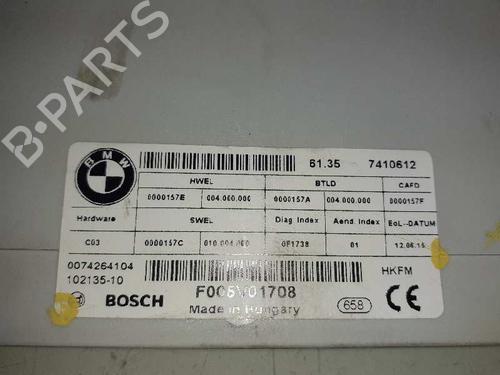 B-PARTS
BMW
61.35 7410612
HWEL BTLD CAFD
0000157E 004.000.000 0000157A 004.000.000 0000157F
Hardware SWEL Diag Index Aend.Index EoL--DATUM
C03 0000157C 010.004.000 0F1738 01 12.06.15
0074264104
102135-10
HKFM
BOSCH
F005V01708
Made in Hungary
658
CE